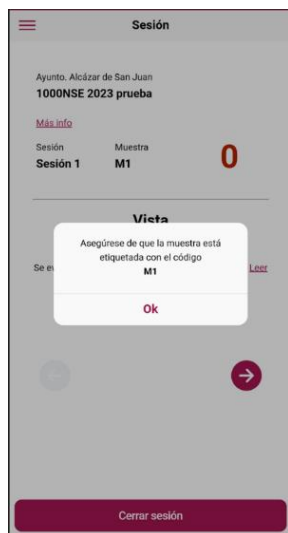 Sesión
Ayunto. Alcázar de San Juan
1000NSE 2023 prueba
Más info
Sesión Muestra
Sesión 1 M1 0
Vista
Asegúrese de que la muestra está
etiquetada con el código
Se Leer
M1
Ok
Cerrar sesión